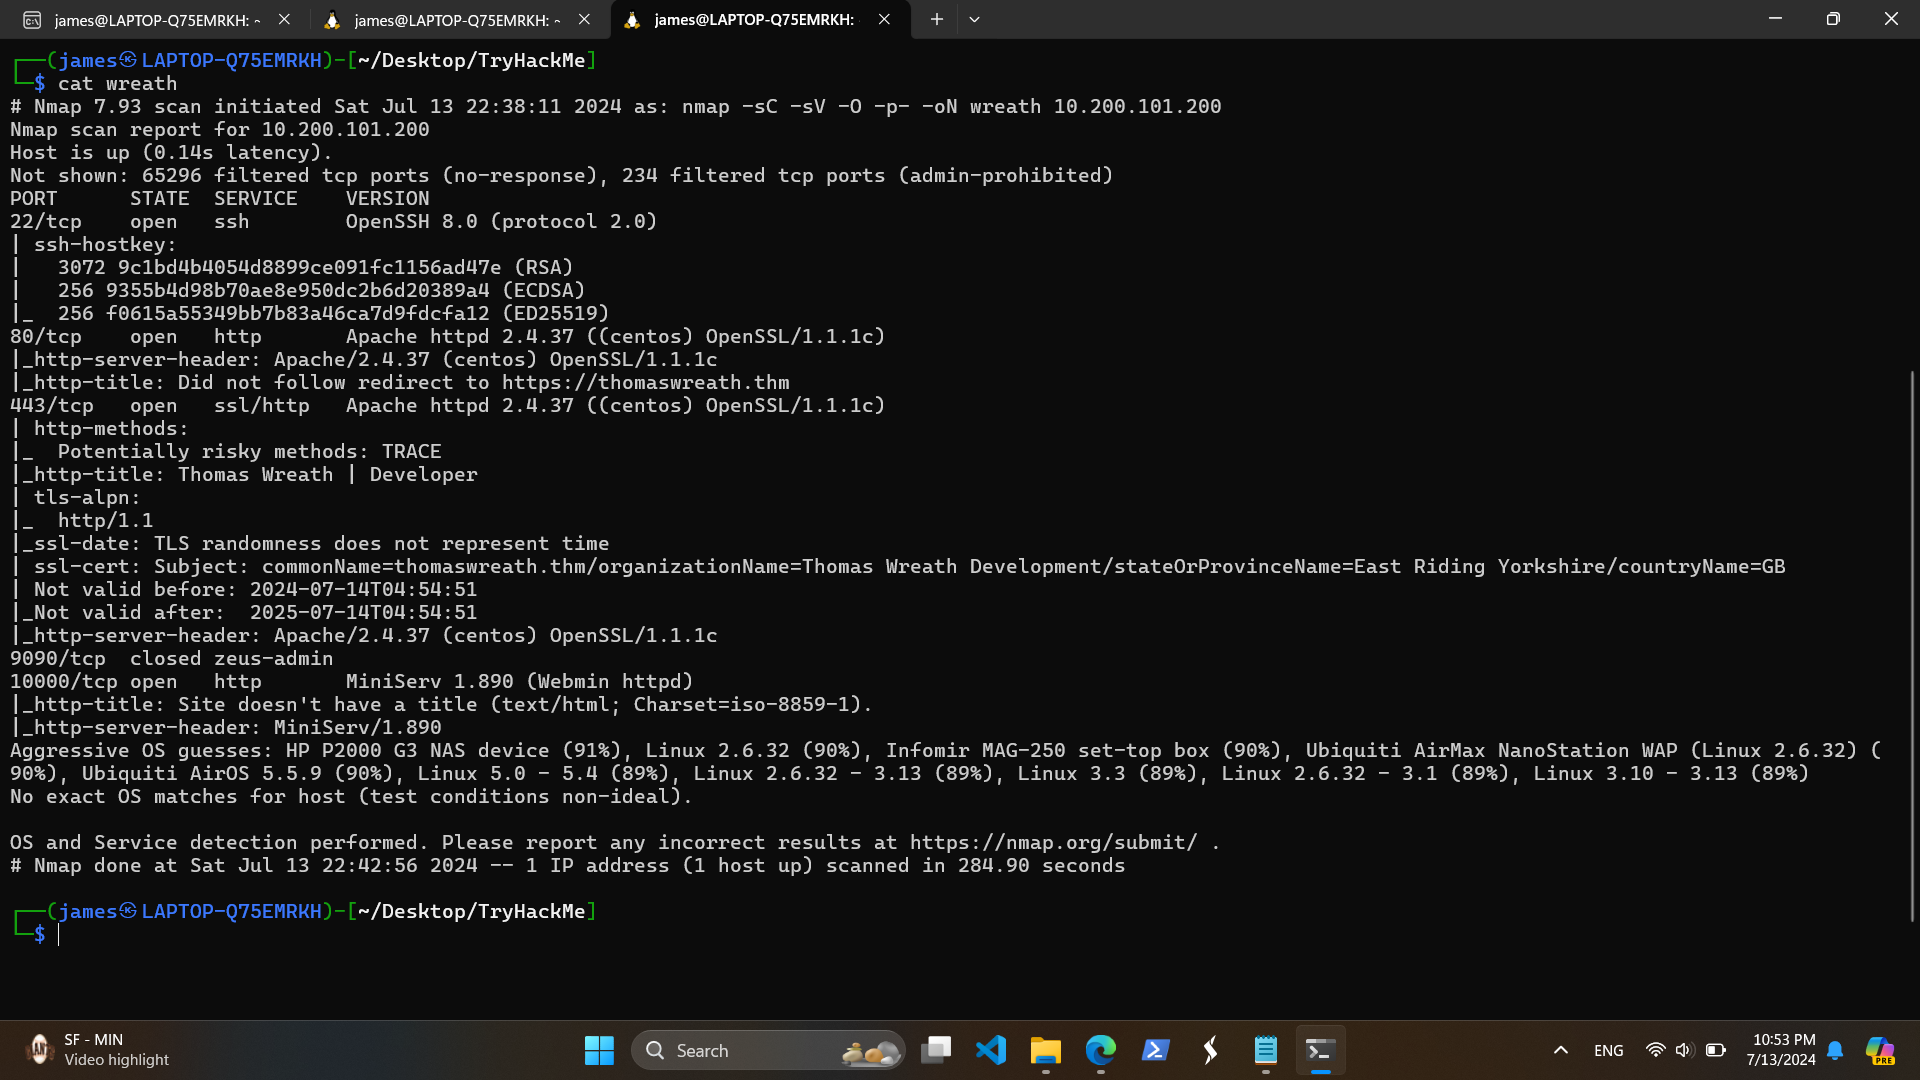 james@LAPTOP-Q75EMRKH: ~
james@LAPTOP-Q75EMRKH: ~
james@LAPTOP-Q75EMRKH:
┌──(james㉿LAPTOP-Q75EMRKH)-[~/Desktop/TryHackMe]
└─$ cat wreath
# Nmap 7.93 scan initiated Sat Jul 13 22:38:11 2024 as: nmap -sC -sV -O -p- -oN wreath 10.200.101.200
Nmap scan report for 10.200.101.200
Host is up (0.14s latency).
Not shown: 65296 filtered tcp ports (no-response), 234 filtered tcp ports (admin-prohibited)
PORT      STATE  SERVICE    VERSION
22/tcp    open   ssh        OpenSSH 8.0 (protocol 2.0)
| ssh-hostkey:
|   3072 9c1bd4b4054d8899ce091fc1156ad47e (RSA)
|   256 9355b4d98b70ae8e950dc2b6d20389a4 (ECDSA)
|_  256 f0615a55349bb7b83a46ca7d9fdcfa12 (ED25519)
80/tcp    open   http       Apache httpd 2.4.37 ((centos) OpenSSL/1.1.1c)
|_http-server-header: Apache/2.4.37 (centos) OpenSSL/1.1.1c
|_http-title: Did not follow redirect to https://thomaswreath.thm
443/tcp   open   ssl/http   Apache httpd 2.4.37 ((centos) OpenSSL/1.1.1c)
| http-methods:
|_  Potentially risky methods: TRACE
|_http-title: Thomas Wreath | Developer
| tls-alpn:
|_  http/1.1
|_ssl-date: TLS randomness does not represent time
| ssl-cert: Subject: commonName=thomaswreath.thm/organizationName=Thomas Wreath Development/stateOrProvinceName=East Riding Yorkshire/countryName=GB
| Not valid before: 2024-07-14T04:54:51
|_Not valid after:  2025-07-14T04:54:51
|_http-server-header: Apache/2.4.37 (centos) OpenSSL/1.1.1c
9090/tcp  closed zeus-admin
10000/tcp open   http       MiniServ 1.890 (Webmin httpd)
|_http-title: Site doesn't have a title (text/html; Charset=iso-8859-1).
|_http-server-header: MiniServ/1.890
Aggressive OS guesses: HP P2000 G3 NAS device (91%), Linux 2.6.32 (90%), Infomir MAG-250 set-top box (90%), Ubiquiti AirMax NanoStation WAP (Linux 2.6.32) (
90%), Ubiquiti AirOS 5.5.9 (90%), Linux 5.0 - 5.4 (89%), Linux 2.6.32 - 3.13 (89%), Linux 3.3 (89%), Linux 2.6.32 - 3.1 (89%), Linux 3.10 - 3.13 (89%)
No exact OS matches for host (test conditions non-ideal).
OS and Service detection performed. Please report any incorrect results at https://nmap.org/submit/ .
# Nmap done at Sat Jul 13 22:42:56 2024 -- 1 IP address (1 host up) scanned in 284.90 seconds
┌──(james㉿LAPTOP-Q75EMRKH)-[~/Desktop/TryHackMe]
└─$
SF - MIN
Video highlight
Search
ENG
10:53 PM
7/13/2024
PRE